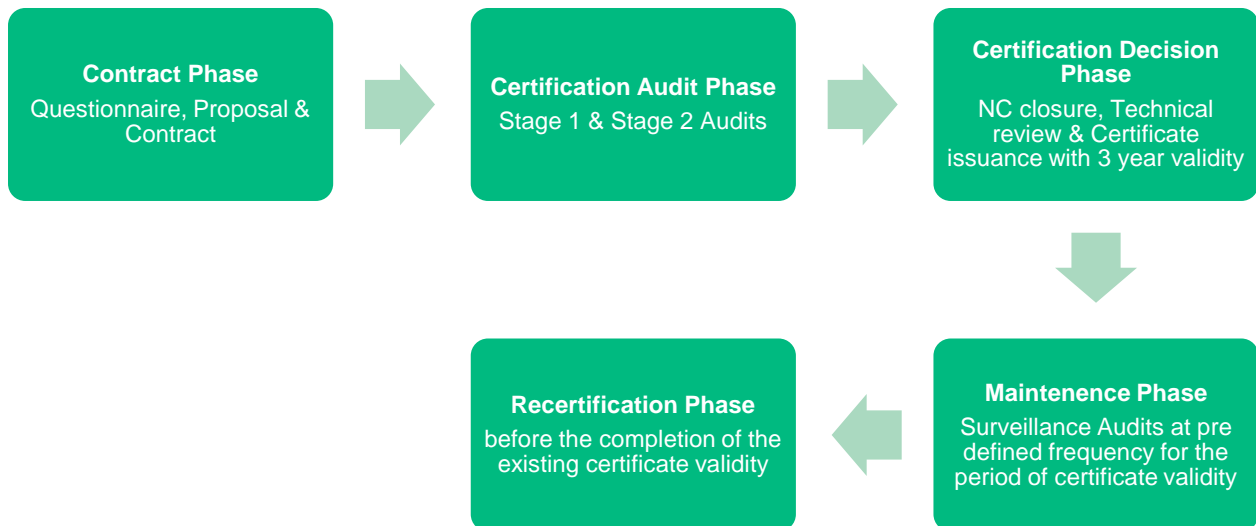 Contract Phase
Questionnaire, Proposal &
Contract
Certification Audit Phase
Stage 1 & Stage 2 Audits
Certification Decision
Phase
NC closure, Technical
review & Certificate
issuance with 3 year validity
Maintenence Phase
Surveillance Audits at pre
defined frequency for the
period of certificate validity
Recertification Phase
before the completion of the
existing certificate validity